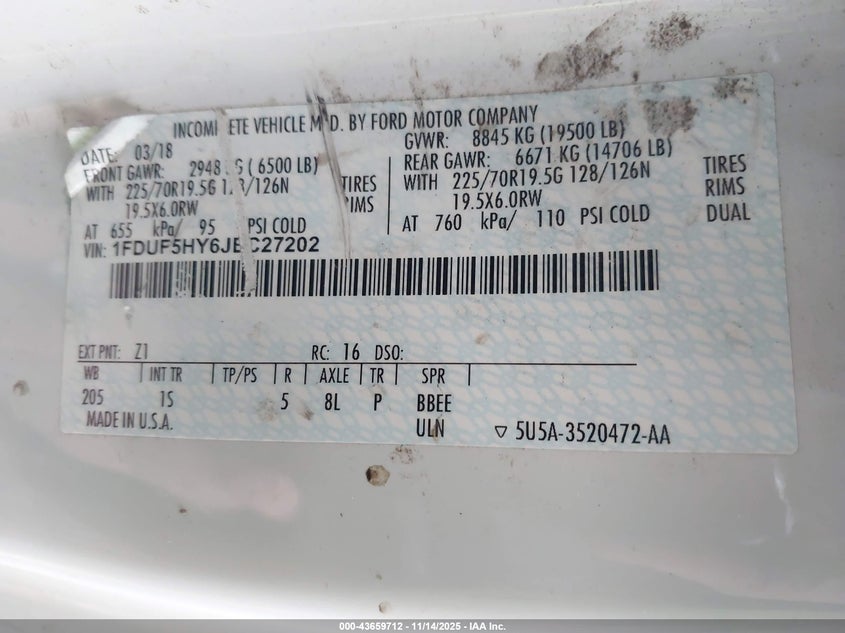 INCOMI ETE VEHICLE M D. BY FORD MOTOR COMPANY
DATE: 03/18 GVWR: 8845 KG (19500 LB)
FRONT GAWR: 2948 G (6500 LB) REAR GAWR: 6671 KG (14706 LB)
WITH 225/70R19.5G 128/126N TIRES WITH 225/70R19.5G 128/126N TIRES
19.5X6.0RW RIMS 19.5X6.0RW RIMS
AT 655 kPa/ 95 PSI COLD AT 760 kPa/ 110 PSI COLD DUAL
VIN: 1FDUF5HY6JE C27202
EXT PNT: Z1 RC: 16 DSO:
WB INT TR TP/PS R AXLE TR SPR
205 1S 5 8L P BBEE
MADE IN U.S.A. ULN 5U5A-3520472-AA
000-43659712 - 11/14/2025 - IAA Inc.